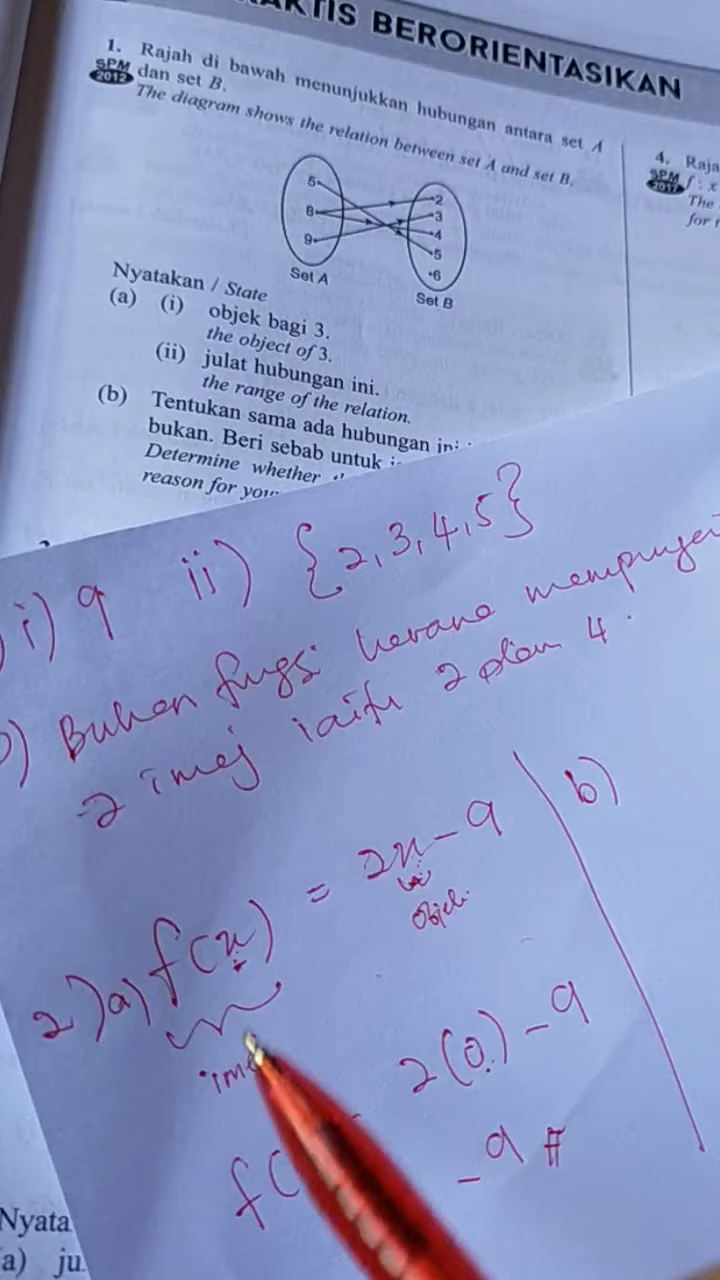 KTIS BERORIENTASIKAN
1. Rajah di bawah menunjukkan hubungan antara set A
SPM 2012
dan set B.
The diagram shows the relation between set A and set B.
5
8
9
Set A
2
3
4
5
6
Set B
Nyatakan / State
(a) (i) objek bagi 3.
the object of 3.
(ii) julat hubungan ini.
the range of the relation.
(b) Tentukan sama ada hubungan ini
bukan. Beri sebab untuk
Determine whether
reason for you
4. Raja
SPM 2017
f : x
The
for
i) 9 ii) {2,3,4,5}
) Bukan fugsi kerana mempunyai
2 imej iaitu 2 dan 4.
2) a) f(x) = 2x - 9
objek
im
2(0) - 9
f(
-9 #
b)
Nyata
a) ju